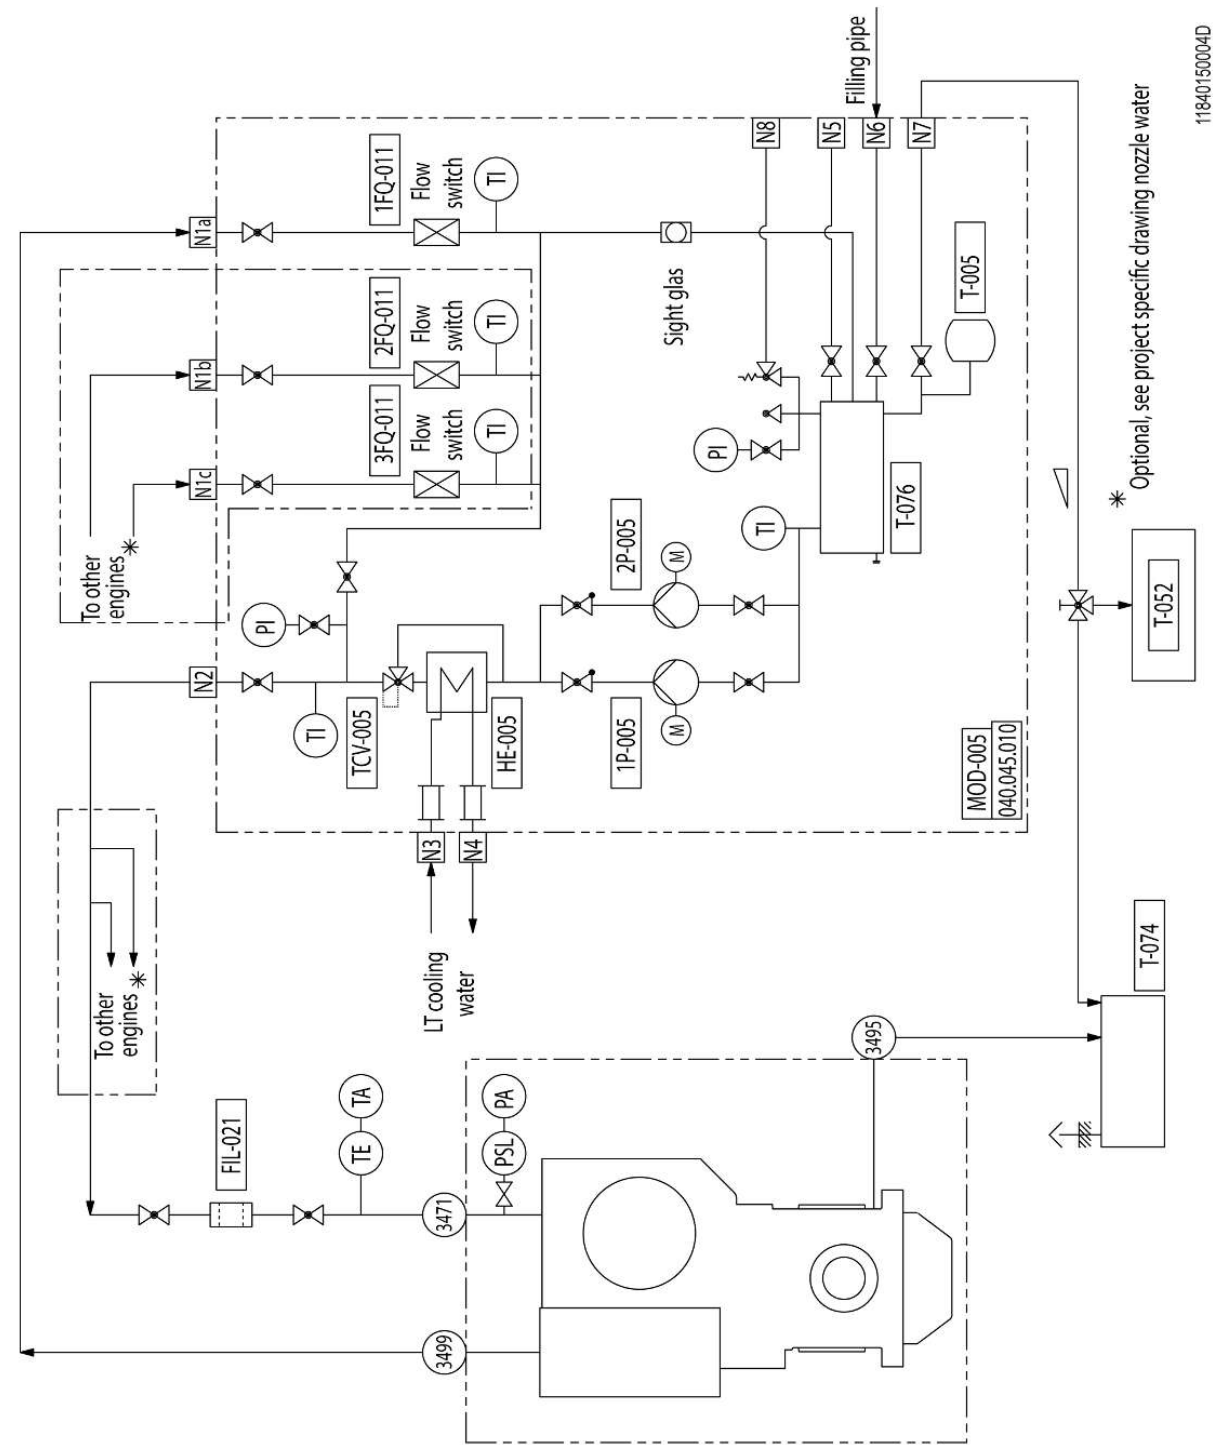 Filling pipe
11840150004D
1FQ-011
Flow
switch
TI
N1a
N8
N5
N6
N7
2FQ-011
Flow
switch
TI
N1b
3FQ-011
Flow
switch
TI
N1c
To other
engines *
Sight glas
T-005
PI
T-076
TI
* Optional, see project specific drawing nozzle water
PI
N2
TI
TCV-005
HE-005
2P-005
M
1P-005
M
T-052
MOD-005
040.045.010
N3
N4
LT cooling
water
To other
engines *
T-074
3495
FIL-021
TE
TA
PSL
PA
3471
3499